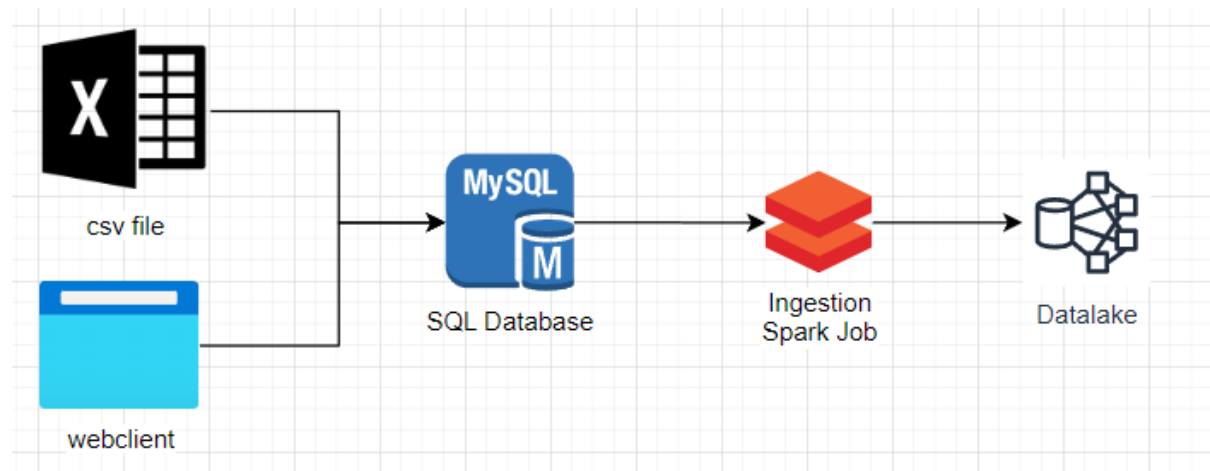 X
csv file
webclient
MySQL
M
SQL Database
Ingestion
Spark Job
Datalake